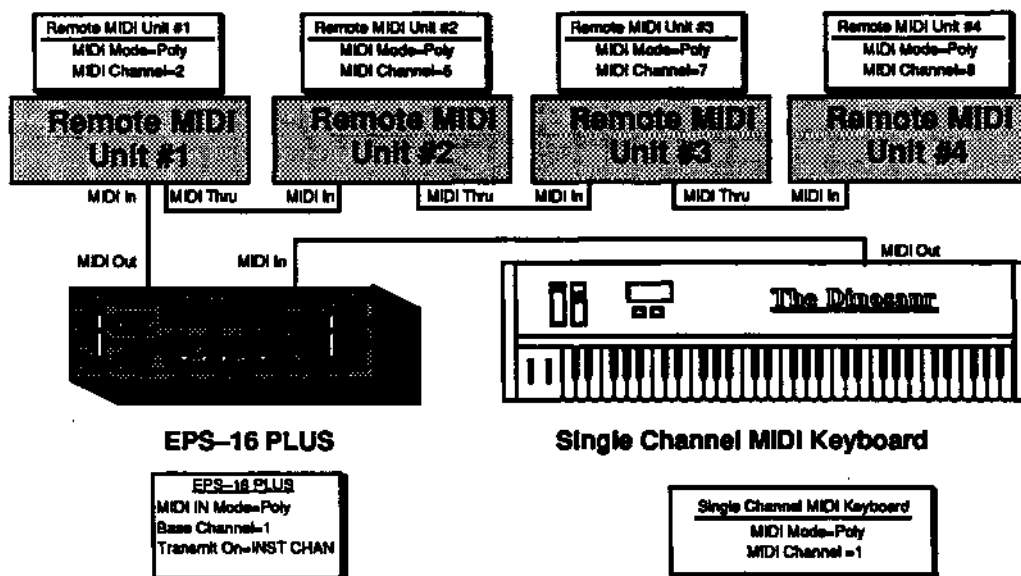 Remote MIDI Unit #1
MIDI Mode=Poly
MIDI Channel=2
Remote MIDI Unit #2
MIDI Mode=Poly
MIDI Channel=5
Remote MIDI Unit #3
MIDI Mode=Poly
MIDI Channel=7
Remote MIDI Unit #4
MIDI Mode=Poly
MIDI Channel=8
Remote MIDI
Unit #1
Remote MIDI
Unit #2
Remote MIDI
Unit #3
Remote MIDI
Unit #4
MIDI In
MIDI Thru
MIDI In
MIDI Thru
MIDI In
MIDI Thru
MIDI In
MIDI Out
MIDI In
MIDI Out
The Dinosaur
EPS–16 PLUS
Single Channel MIDI Keyboard
EPS–16 PLUS
MIDI IN Mode=Poly
Base Channel=1
Transmit On=INST CHAN
Single Channel MIDI Keyboard
MIDI Mode=Poly
MIDI Channel =1